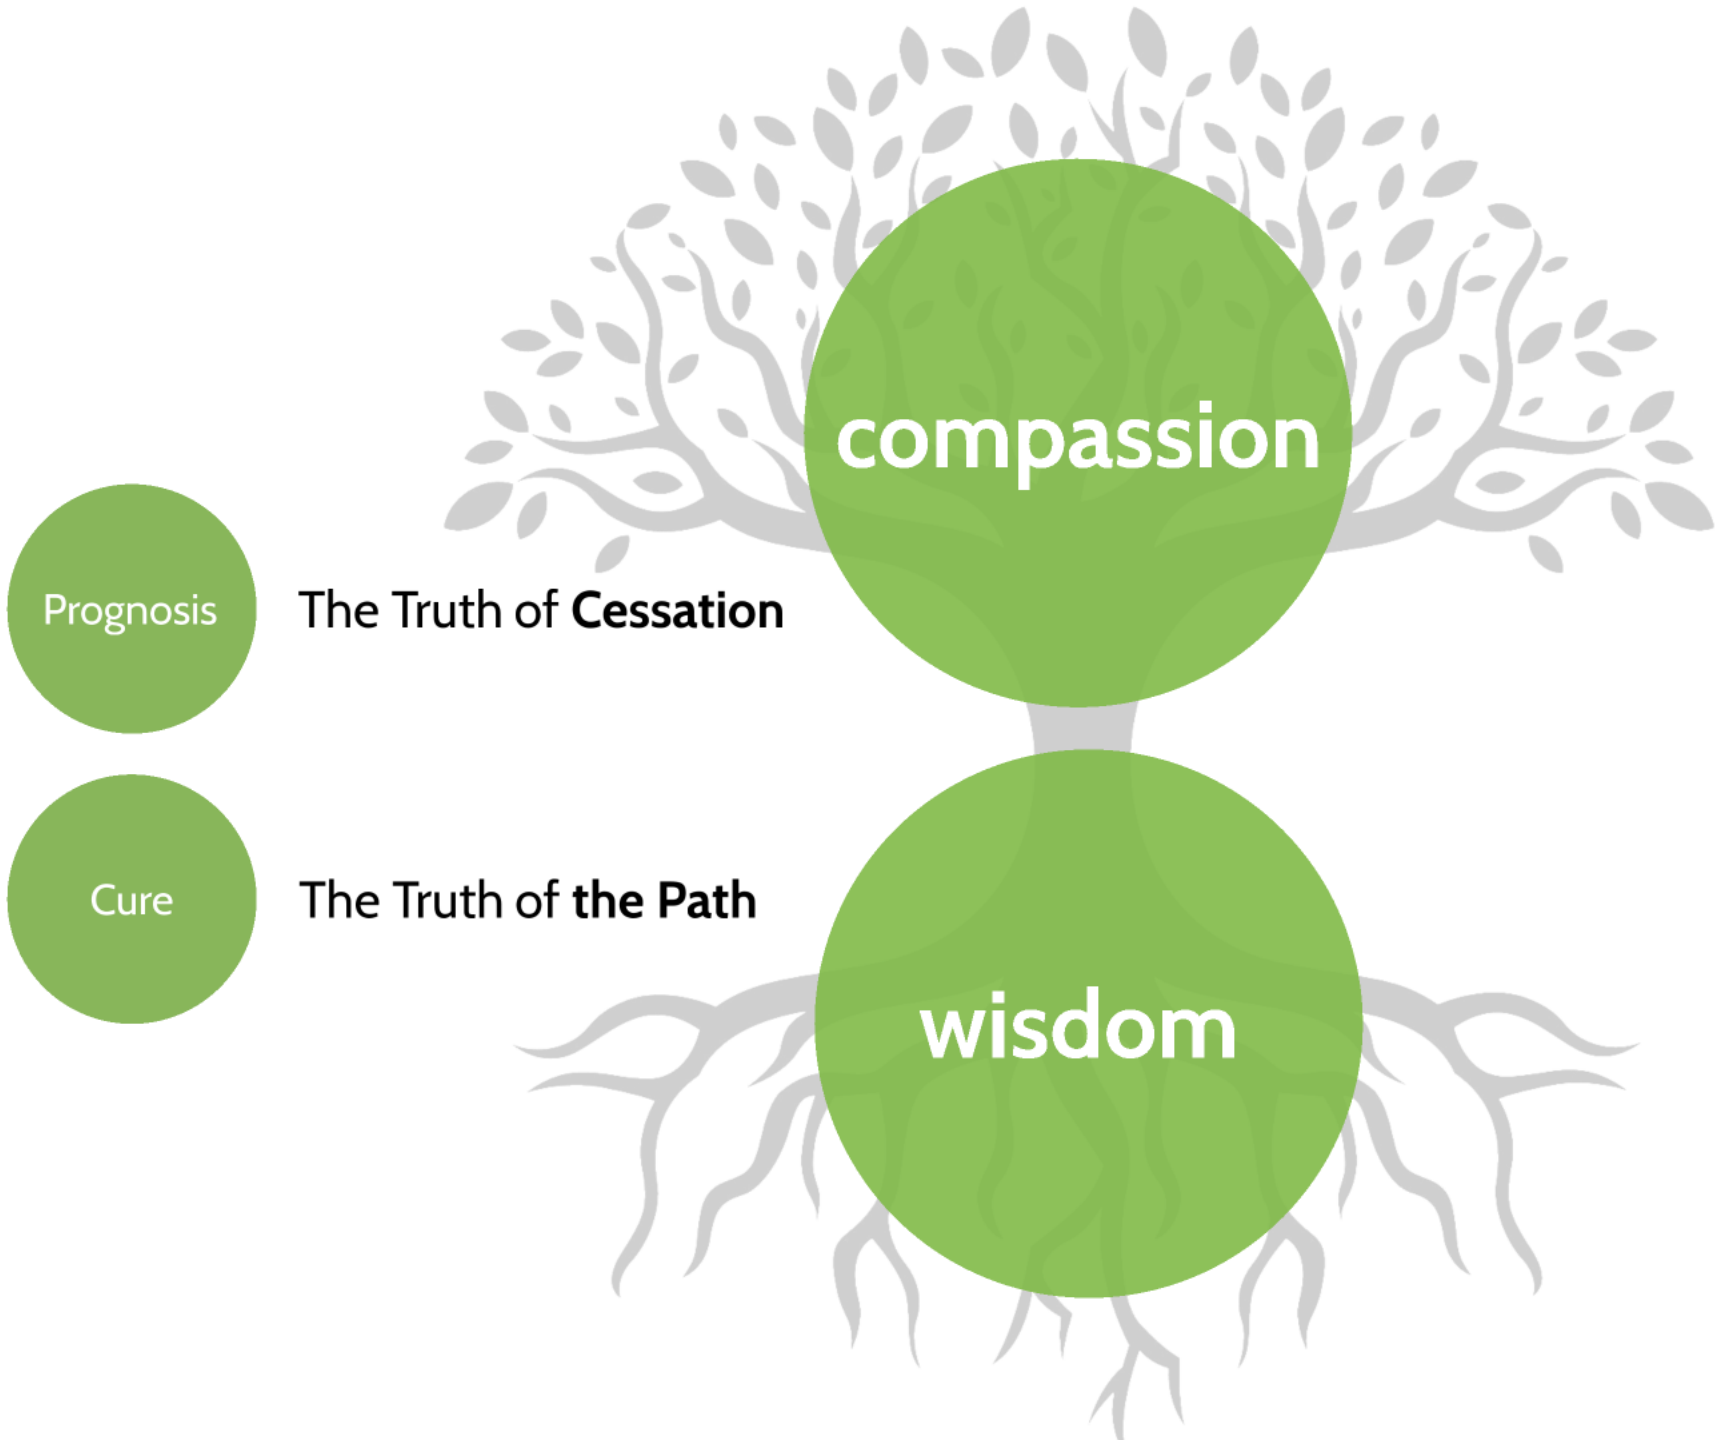 compassion
Prognosis
The Truth of Cessation
Cure
The Truth of the Path
wisdom